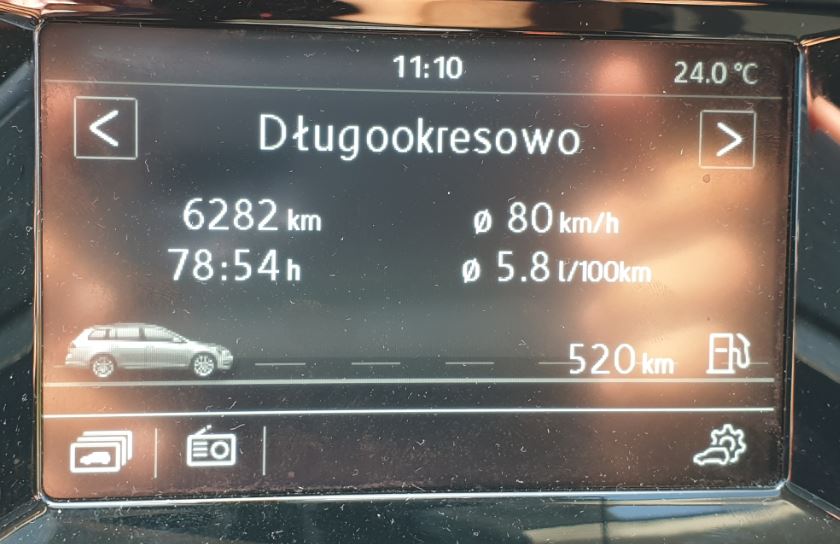 11:10 24.0 °C
< Długookresowo >
6282 km ø 80 km/h
78:54 h ø 5.8 l/100km
520 km